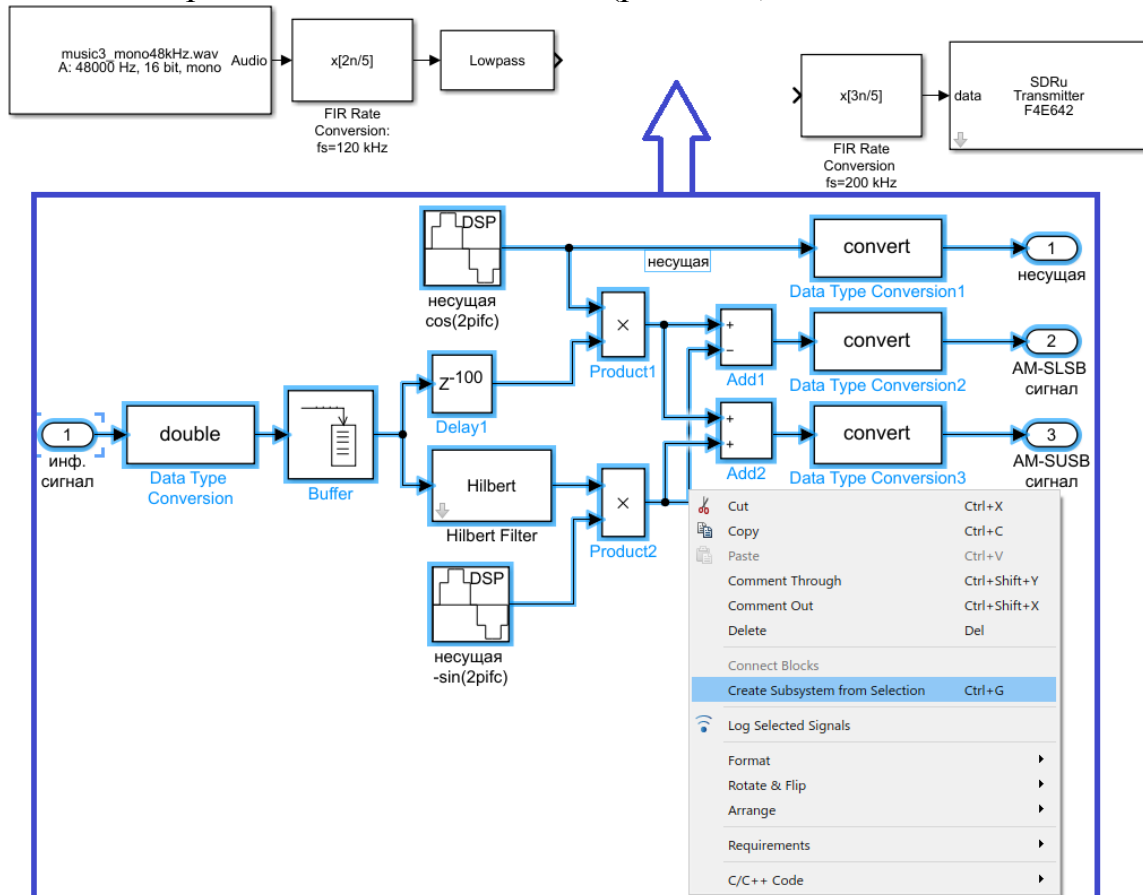 music3_mono48kHz.wav
A: 48000 Hz, 16 bit, mono
Audio
x[2n/5]
FIR Rate
Conversion:
fs=120 kHz
Lowpass
x[3n/5]
FIR Rate
Conversion
fs=200 kHz
data
SDRu
Transmitter
F4E642
DSP
несущая
cos(2pifc)
несущая
convert
Data Type Conversion1
1
несущая
×
Product1
+
−
Add1
convert
Data Type Conversion2
2
AM-SLSB
сигнал
Z-100
Delay1
1
инф.
сигнал
double
Data Type
Conversion
Buffer
+
+
Add2
convert
Data Type Conversion3
3
AM-SUSB
сигнал
Hilbert
Hilbert Filter
×
Product2
DSP
несущая
-sin(2pifc)
Cut Ctrl+X
Copy Ctrl+C
Paste Ctrl+V
Comment Through Ctrl+Shift+Y
Comment Out Ctrl+Shift+X
Delete Del
Connect Blocks
Create Subsystem from Selection Ctrl+G
Log Selected Signals
Format
Rotate & Flip
Arrange
Requirements
C/C++ Code